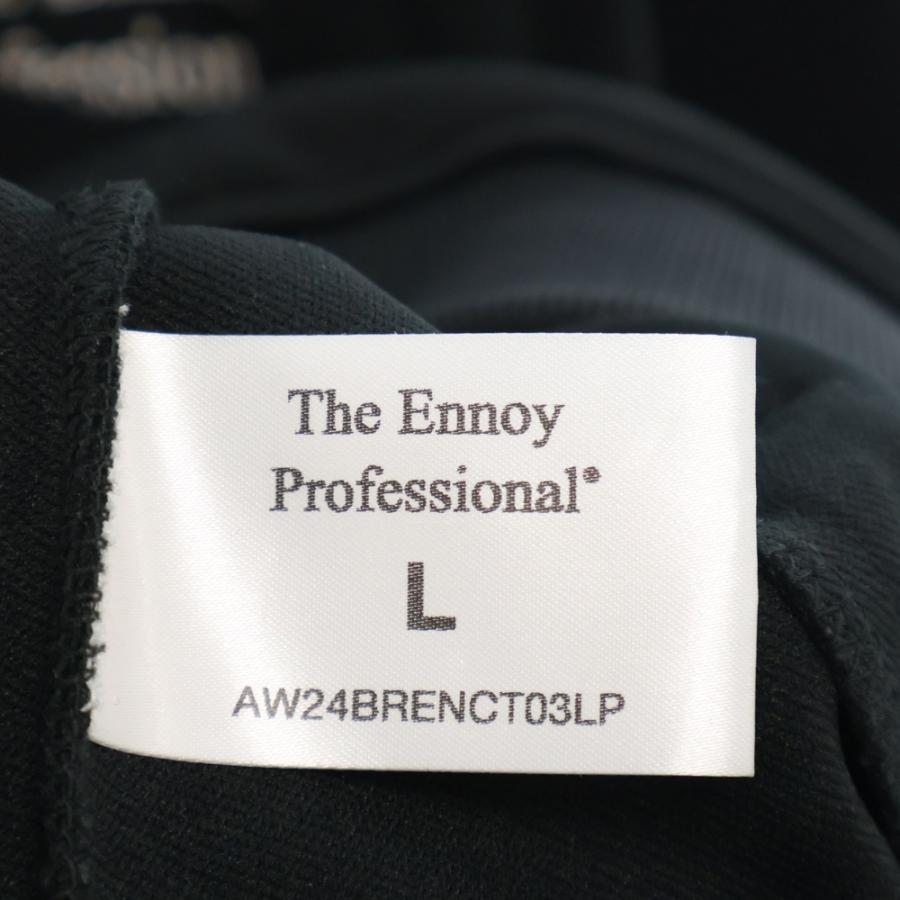 The Ennoy
Professional®
L
AW24BRENCT03LP